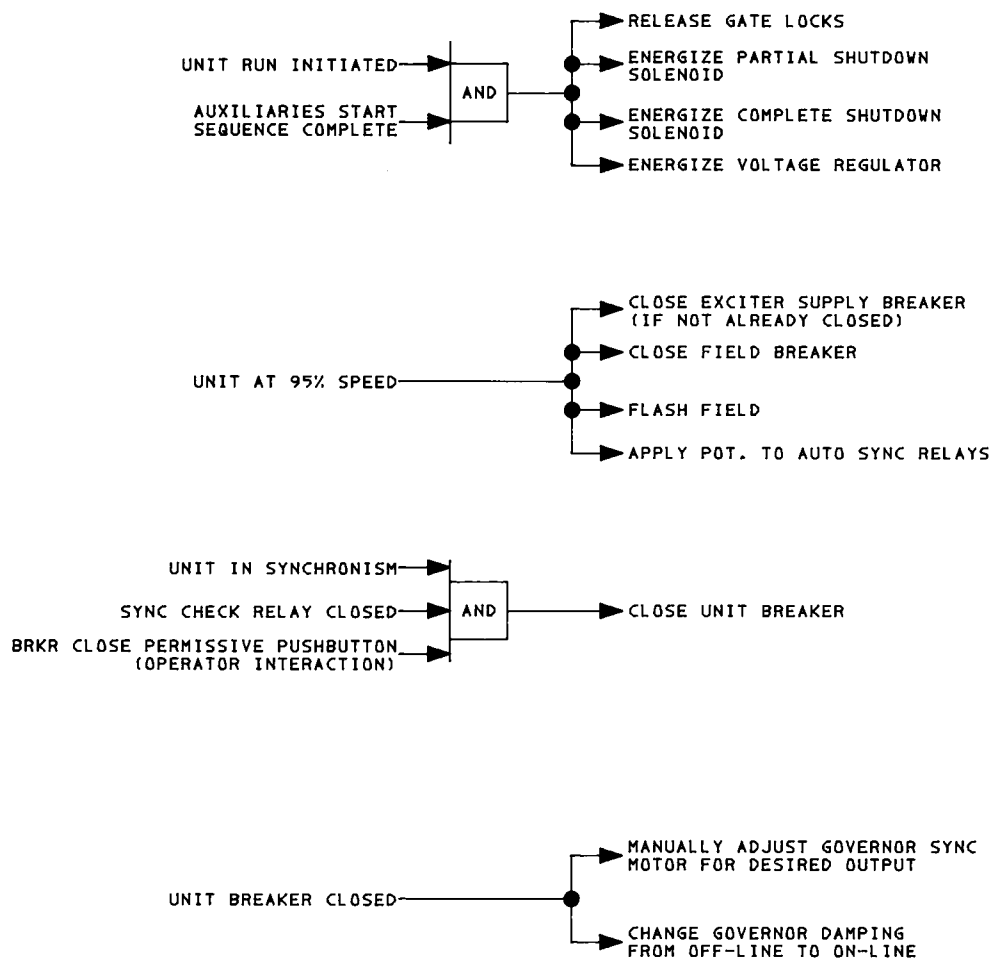 UNIT RUN INITIATED
AUXILIARIES START
SEQUENCE COMPLETE
AND
RELEASE GATE LOCKS
ENERGIZE PARTIAL SHUTDOWN
SOLENOID
ENERGIZE COMPLETE SHUTDOWN
SOLENOID
ENERGIZE VOLTAGE REGULATOR
UNIT AT 95% SPEED
CLOSE EXCITER SUPPLY BREAKER
(IF NOT ALREADY CLOSED)
CLOSE FIELD BREAKER
FLASH FIELD
APPLY POT. TO AUTO SYNC RELAYS
UNIT IN SYNCHRONISM
SYNC CHECK RELAY CLOSED
BRKR CLOSE PERMISSIVE PUSHBUTTON
(OPERATOR INTERACTION)
AND
CLOSE UNIT BREAKER
UNIT BREAKER CLOSED
MANUALLY ADJUST GOVERNOR SYNC
MOTOR FOR DESIRED OUTPUT
CHANGE GOVERNOR DAMPING
FROM OFF-LINE TO ON-LINE